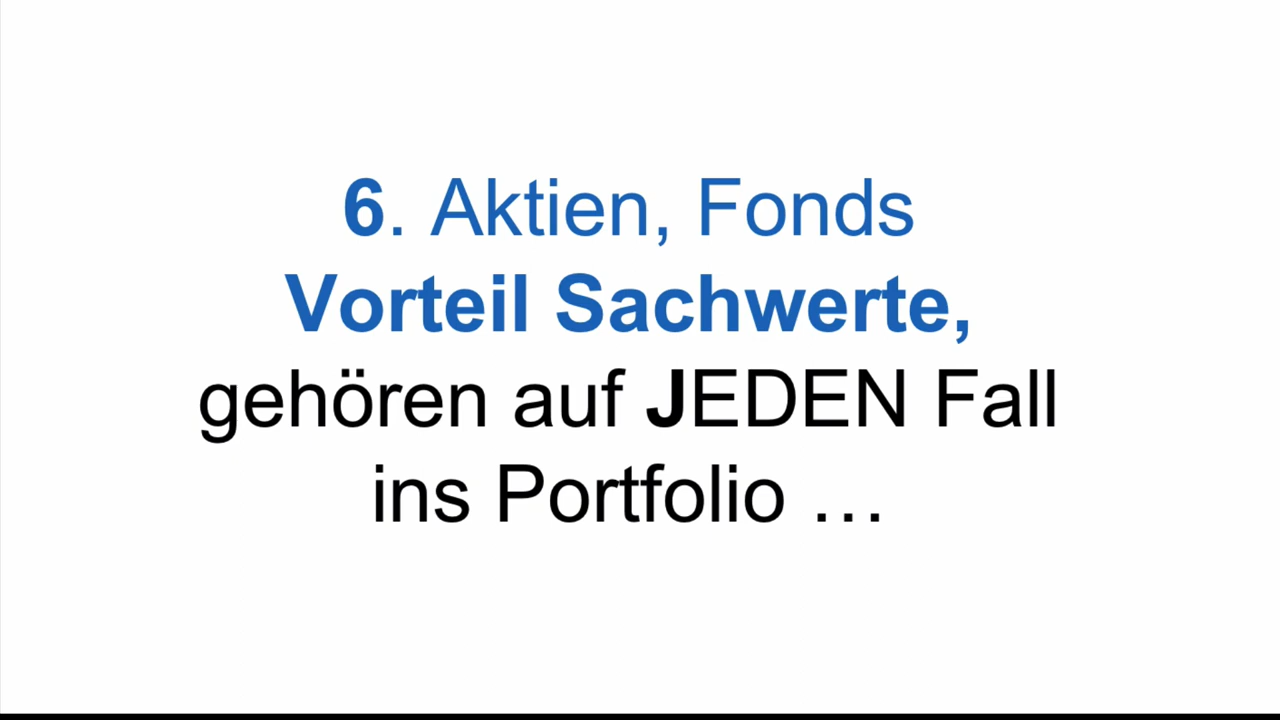 6. Aktien, Fonds
Vorteil Sachwerte,
gehören auf JEDEN Fall
ins Portfolio …